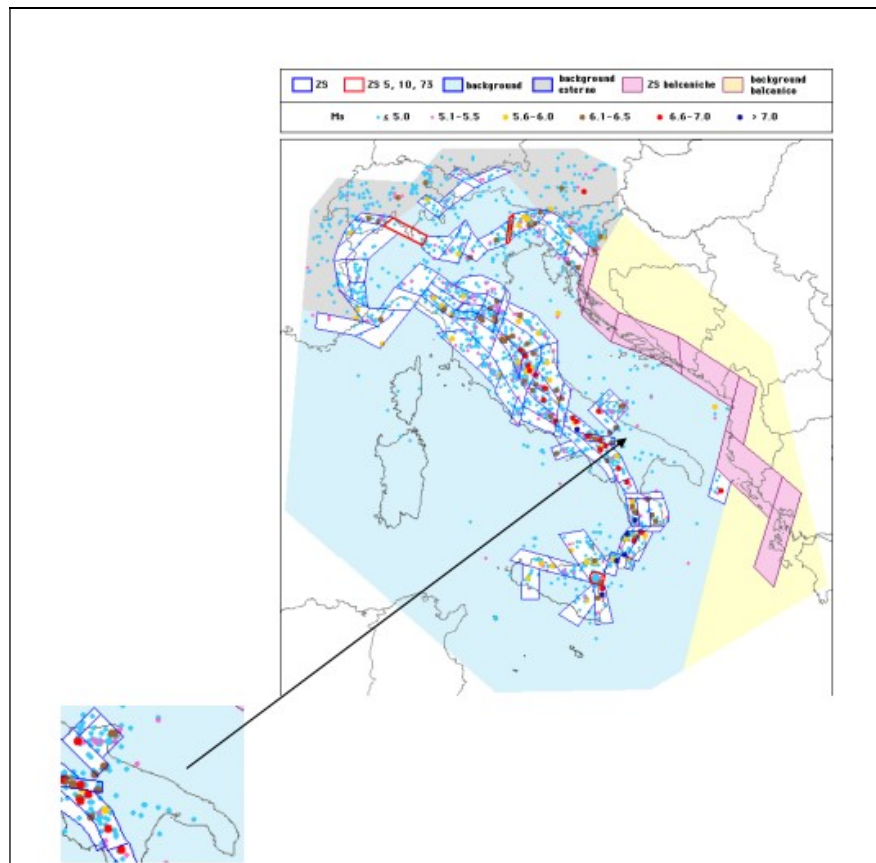 ZS ZS 5, 10, 73 background background esterno ZS balcaniche background balcanico
Ms ≤ 5.0 5.1-5.5 5.6-6.0 6.1-6.5 6.6-7.0 > 7.0